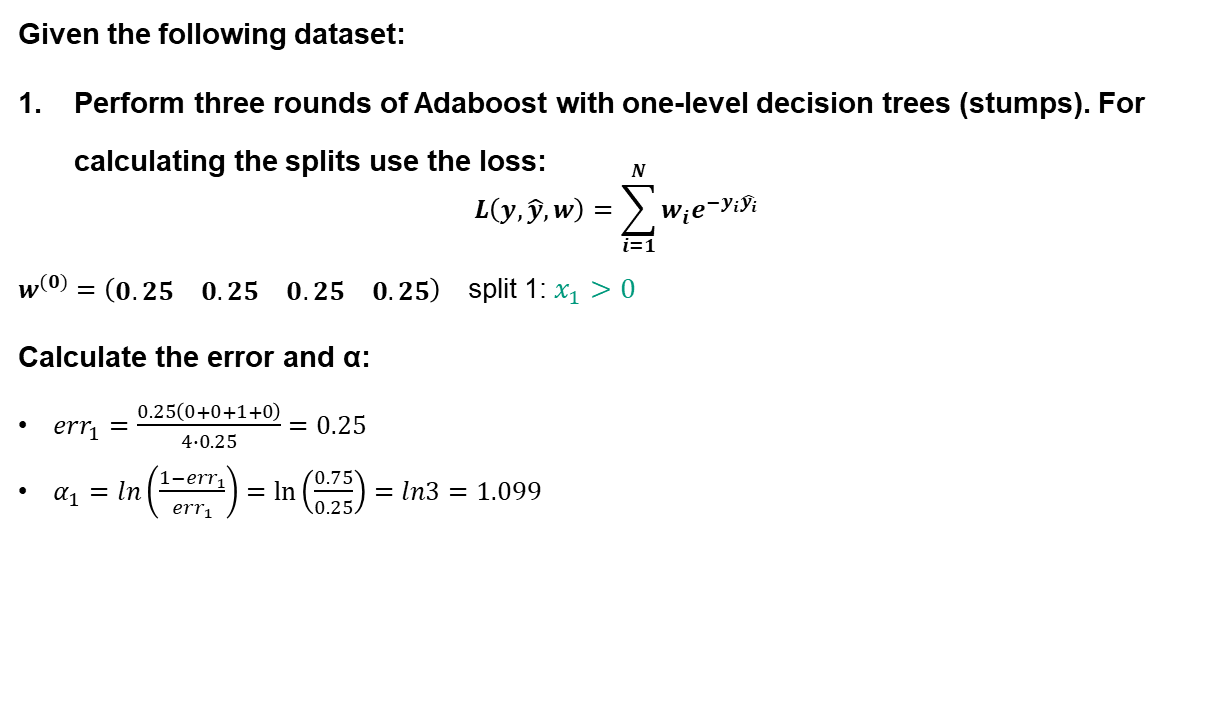 Given the following dataset:
1. Perform three rounds of Adaboost with one-level decision trees (stumps). For
calculating the splits use the loss:
L(y, ŷ, w) = ∑_{i=1}^{N} w_i e^{−y_i ŷ_i}
w^{(0)} = (0.25 0.25 0.25 0.25) split 1: x_1 > 0
Calculate the error and α:
• err_1 = \frac{0.25(0+0+1+0)}{4·0.25} = 0.25
• α_1 = ln(\frac{1−err_1}{err_1}) = ln(\frac{0.75}{0.25}) = ln3 = 1.099